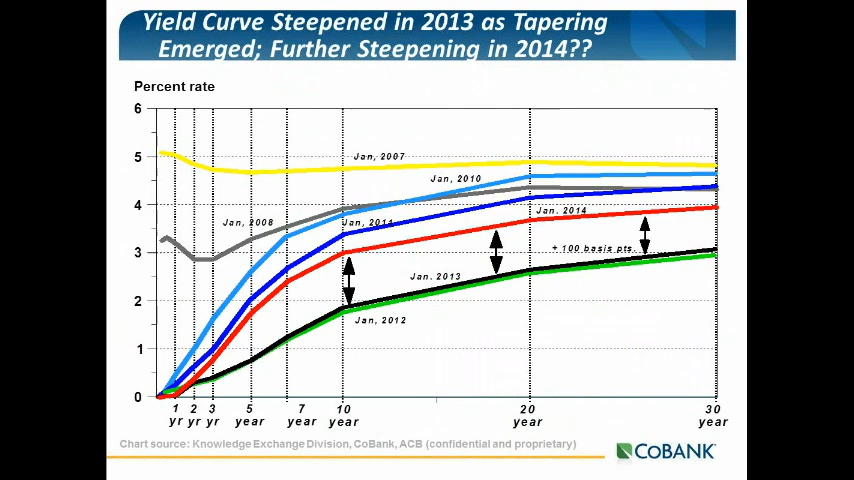 Yield Curve Steepened in 2013 as Tapering
Emerged; Further Steepening in 2014??
Percent rate
6
5
4
3
2
1
0
Jan, 2007
Jan, 2010
Jan, 2008
Jan, 2011
Jan. 2014
+ 100 basis pts.
Jan. 2013
Jan, 2012
1 2 3 5 7 10 20 30
yr yr year year year year year
Chart source: Knowledge Exchange Division, CoBank, ACB (confidential and proprietary)
COBANK